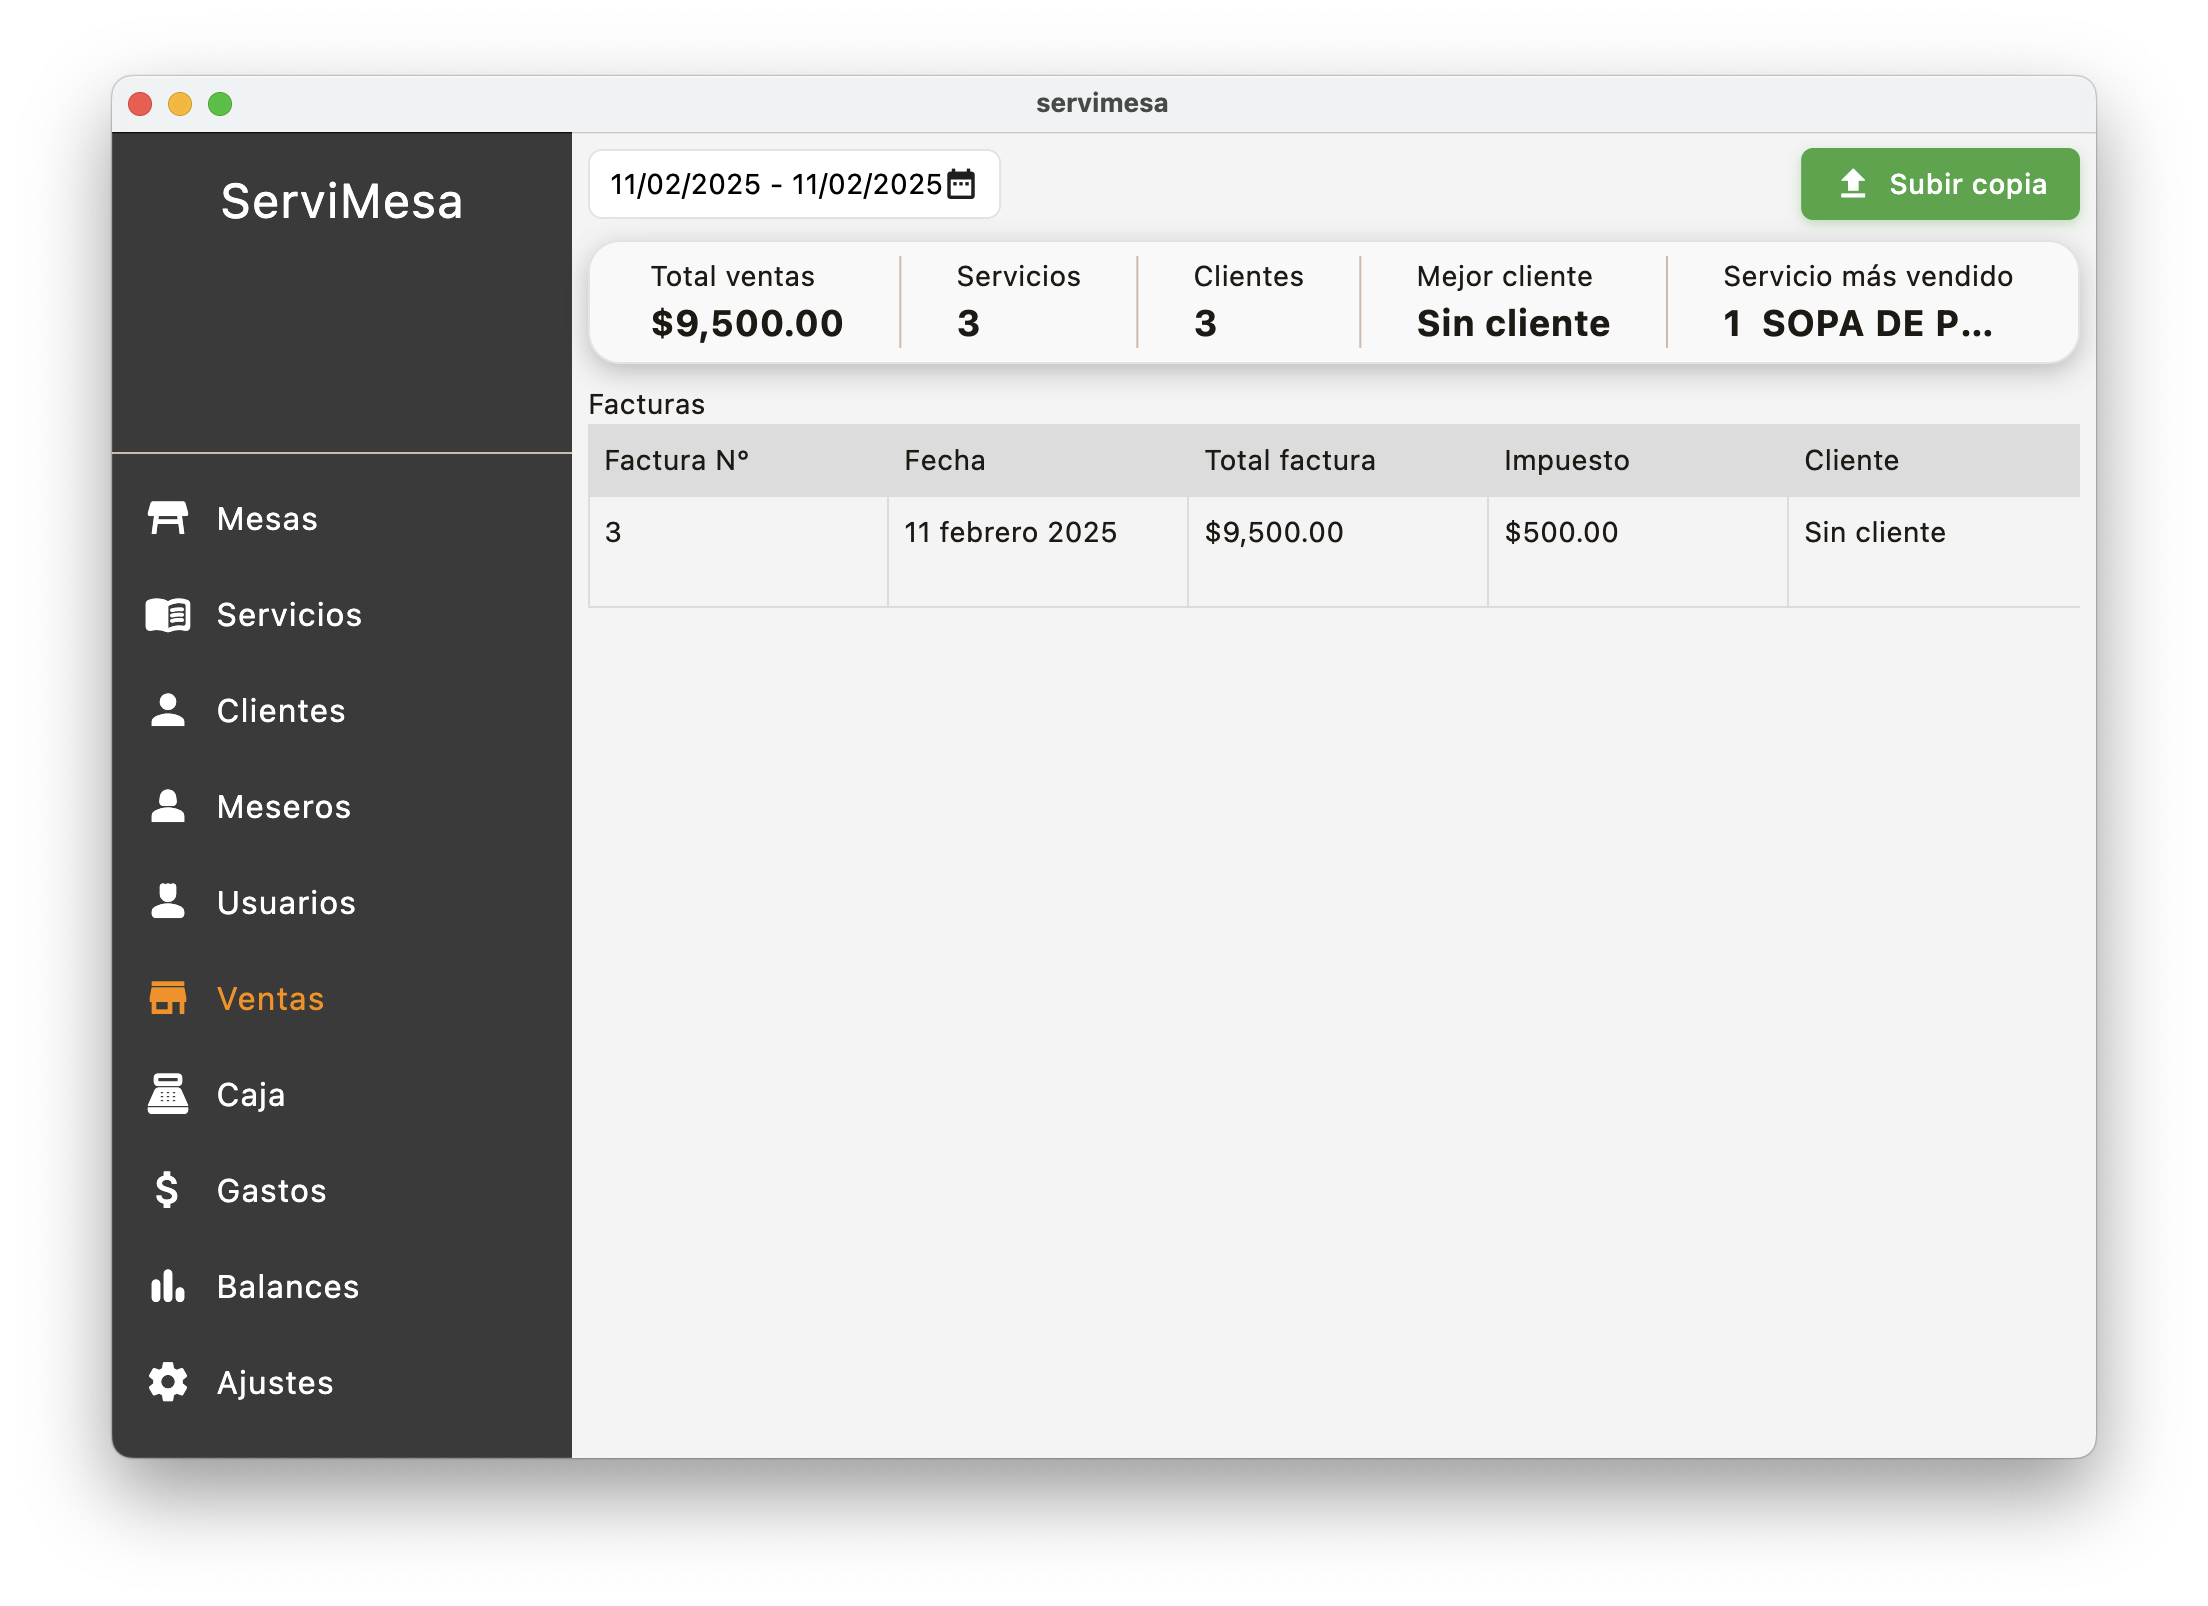 servimesa
ServiMesa
Mesas
Servicios
Clientes
Meseros
Usuarios
Ventas
Caja
Gastos
Balances
Ajustes
11/02/2025 - 11/02/2025
Subir copia
Total ventas
$9,500.00
Servicios
3
Clientes
3
Mejor cliente
Sin cliente
Servicio más vendido
1 SOPA DE P...
Facturas
Factura N° Fecha Total factura Impuesto Cliente
3 11 febrero 2025 $9,500.00 $500.00 Sin cliente